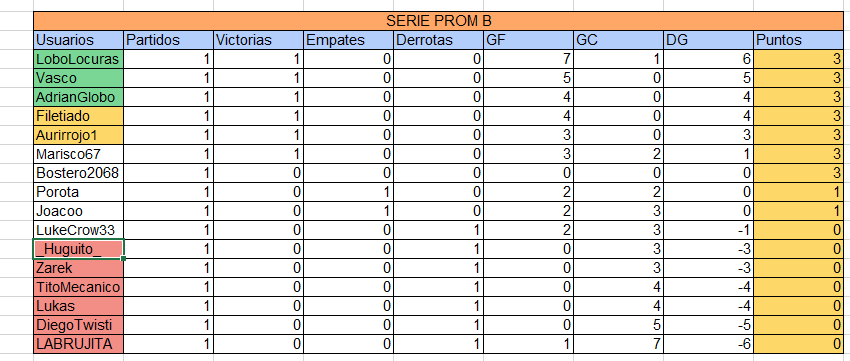 SERIE PROM B
Usuarios Partidos Victorias Empates Derrotas GF GC DG Puntos
LoboLocuras 1 1 0 0 7 1 6 3
Vasco 1 1 0 0 5 0 5 3
AdrianGlobo 1 1 0 0 4 0 4 3
Filetiado 1 1 0 0 4 0 4 3
Aurirrojo1 1 1 0 0 3 0 3 3
Marisco67 1 1 0 0 3 2 1 3
Bostero2068 1 0 0 0 0 0 0 3
Porota 1 0 1 0 2 2 0 1
Joacoo 1 0 1 0 2 3 0 1
LukeCrow33 1 0 0 1 2 3 -1 0
_Huguito_ 1 0 0 1 0 3 -3 0
Zarek 1 0 0 1 0 3 -3 0
TitoMecanico 1 0 0 1 0 4 -4 0
Lukas 1 0 0 1 0 4 -4 0
DiegoTwisti 1 0 0 1 0 5 -5 0
LABRUJITA 1 0 0 1 1 7 -6 0